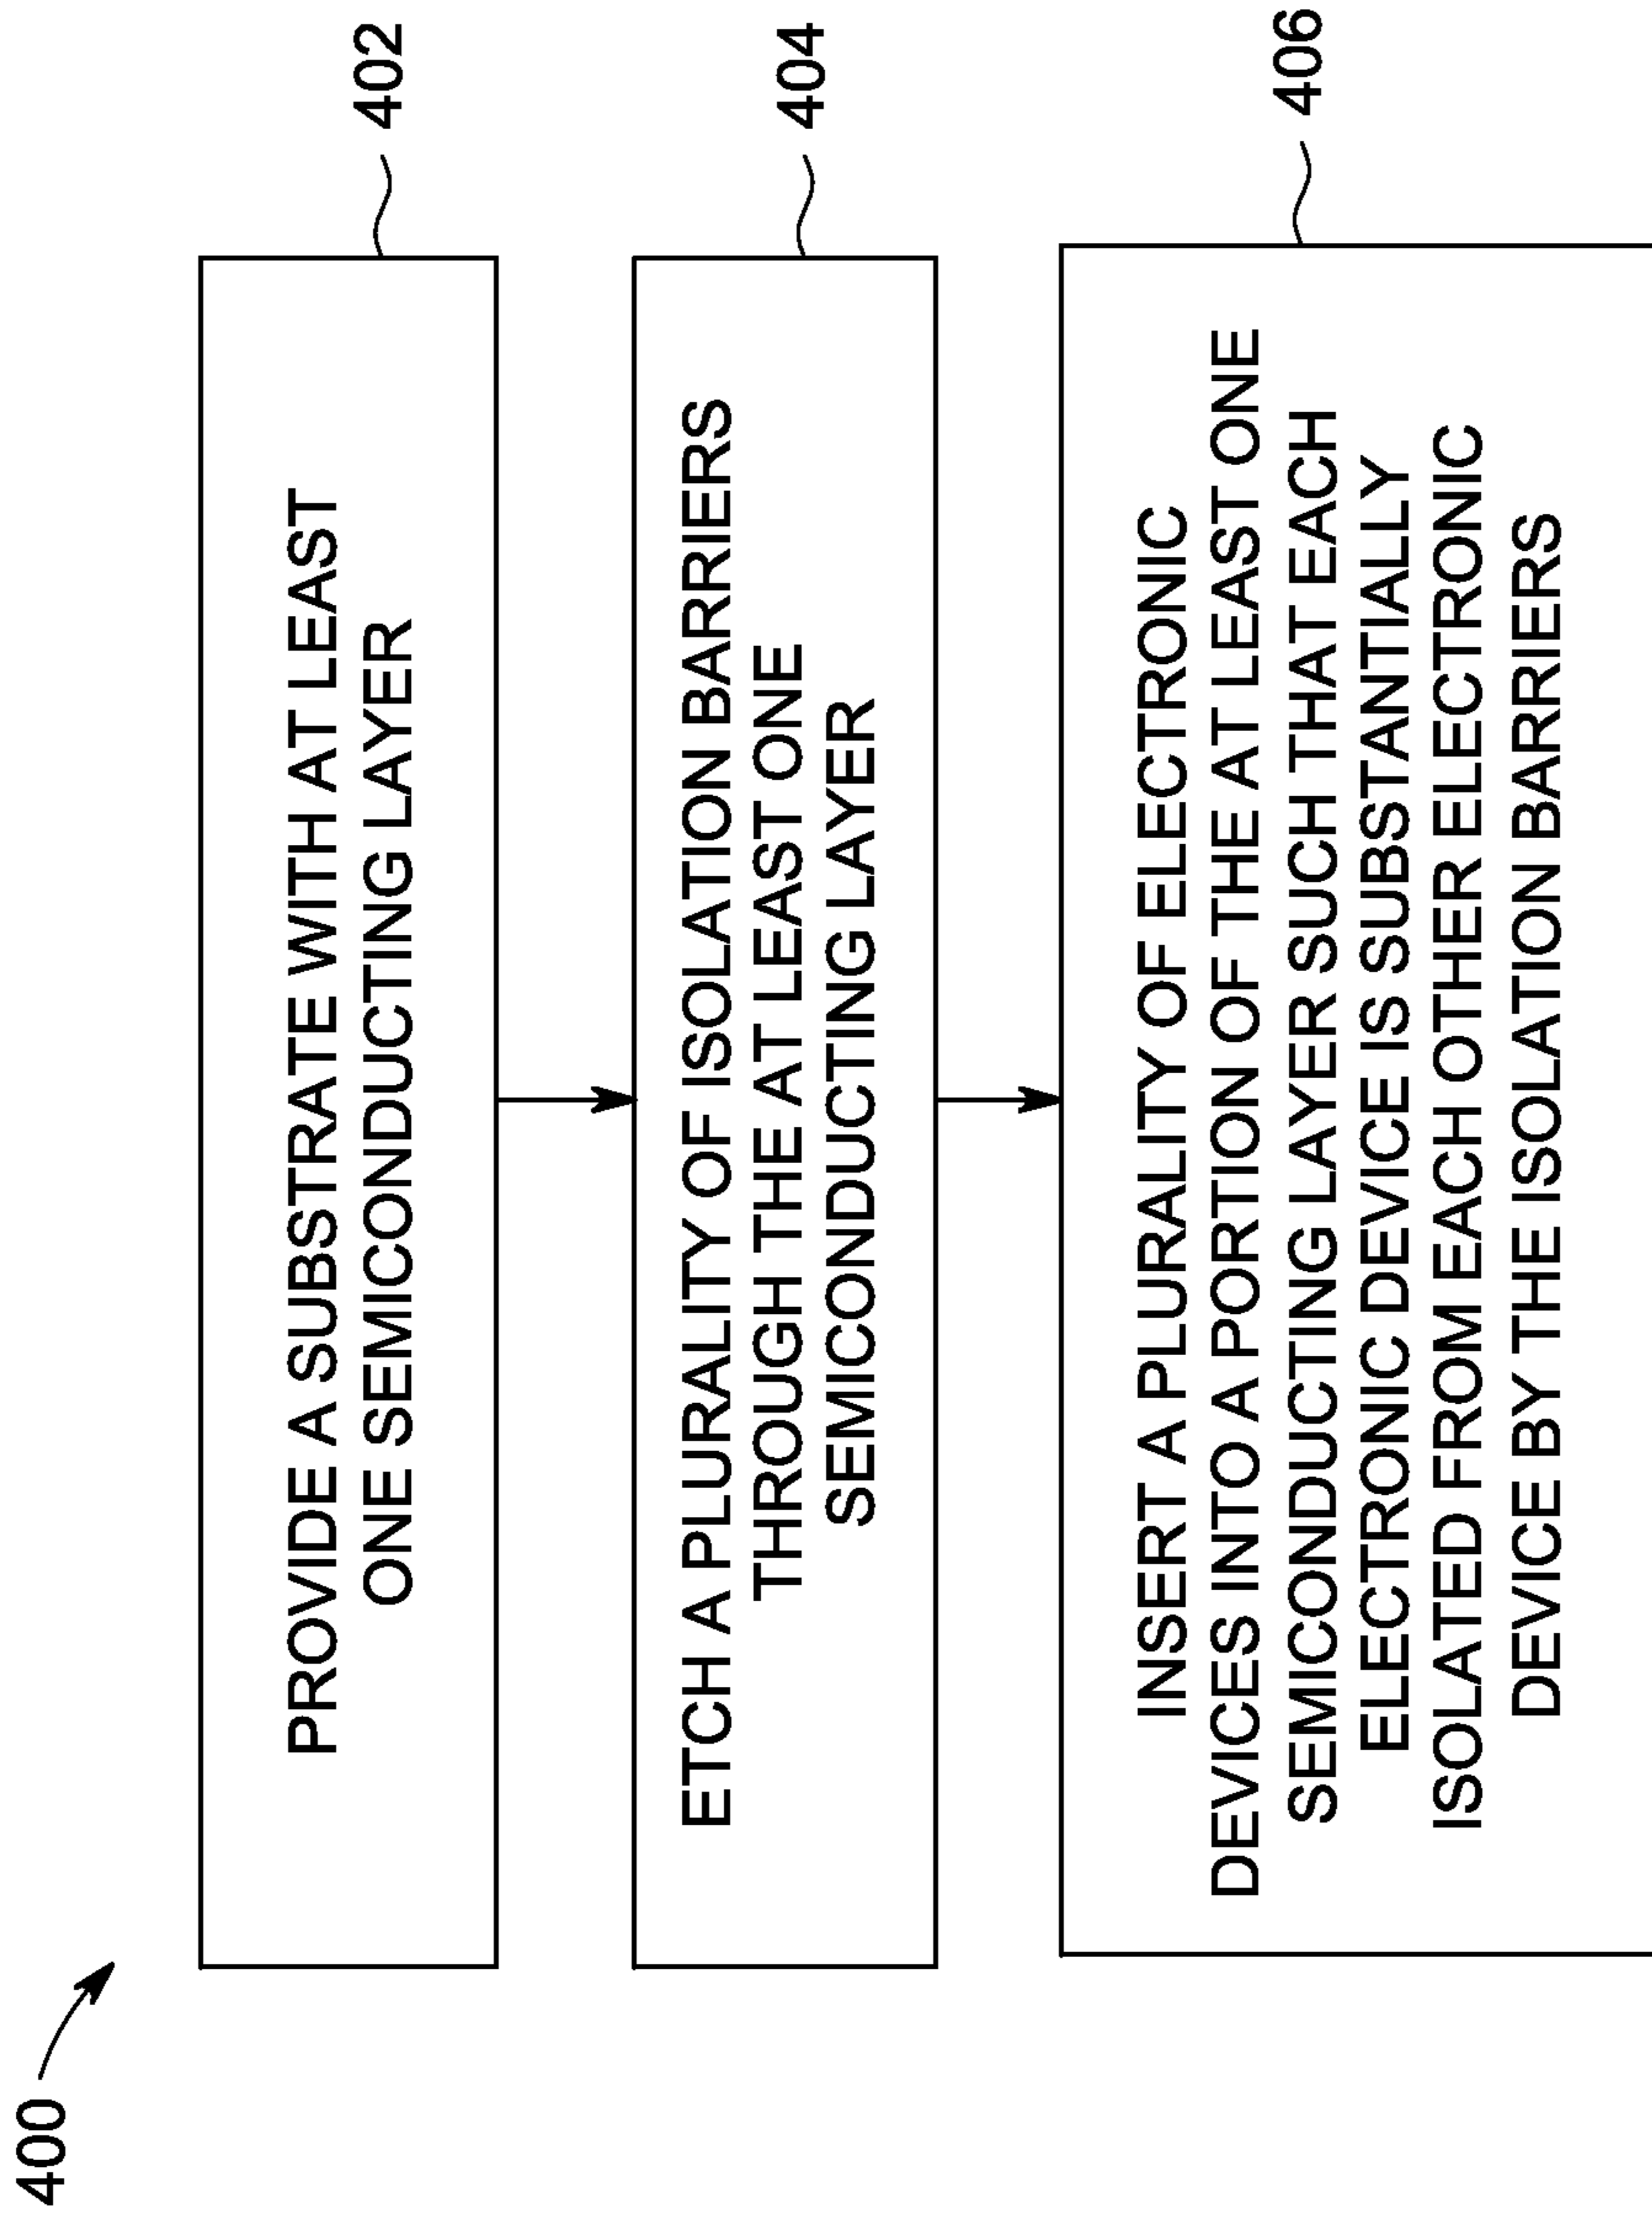 400
PROVIDE A SUBSTRATE WITH AT LEAST
ONE SEMICONDUCTING LAYER
402
ETCH A PLURALITY OF ISOLATION BARRIERS
THROUGH THE AT LEAST ONE
SEMICONDUCTING LAYER
404
INSERT A PLURALITY OF ELECTRONIC
DEVICES INTO A PORTION OF THE AT LEAST ONE
SEMICONDUCTING LAYER SUCH THAT EACH
ELECTRONIC DEVICE IS SUBSTANTIALLY
ISOLATED FROM EACH OTHER ELECTRONIC
DEVICE BY THE ISOLATION BARRIERS
406